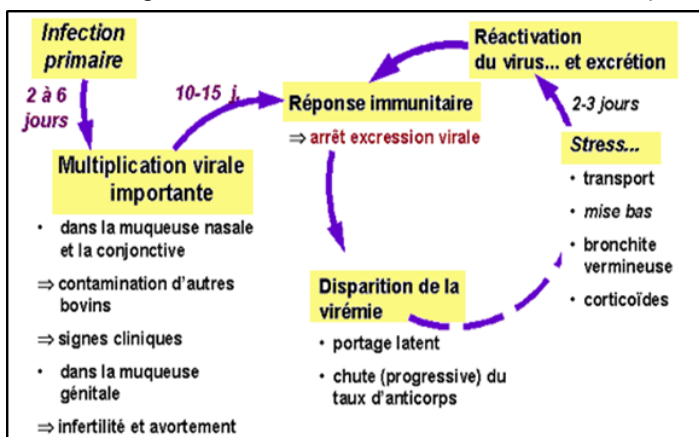 Infection
primaire
2 à 6
jours
Multiplication virale
importante
• dans la muqueuse nasale
et la conjonctive
⇒ contamination d'autres
bovins
⇒ signes cliniques
• dans la muqueuse
génitale
⇒ infertilité et avortement
10-15 j.
Réponse immunitaire
⇒ arrêt excression virale
Disparition de la
virémie
• portage latent
• chute (progressive) du
taux d'anticorps
Stress...
• transport
• mise bas
• bronchite
vermineuse
• corticoïdes
2-3 jours
Réactivation
du virus... et excrétion